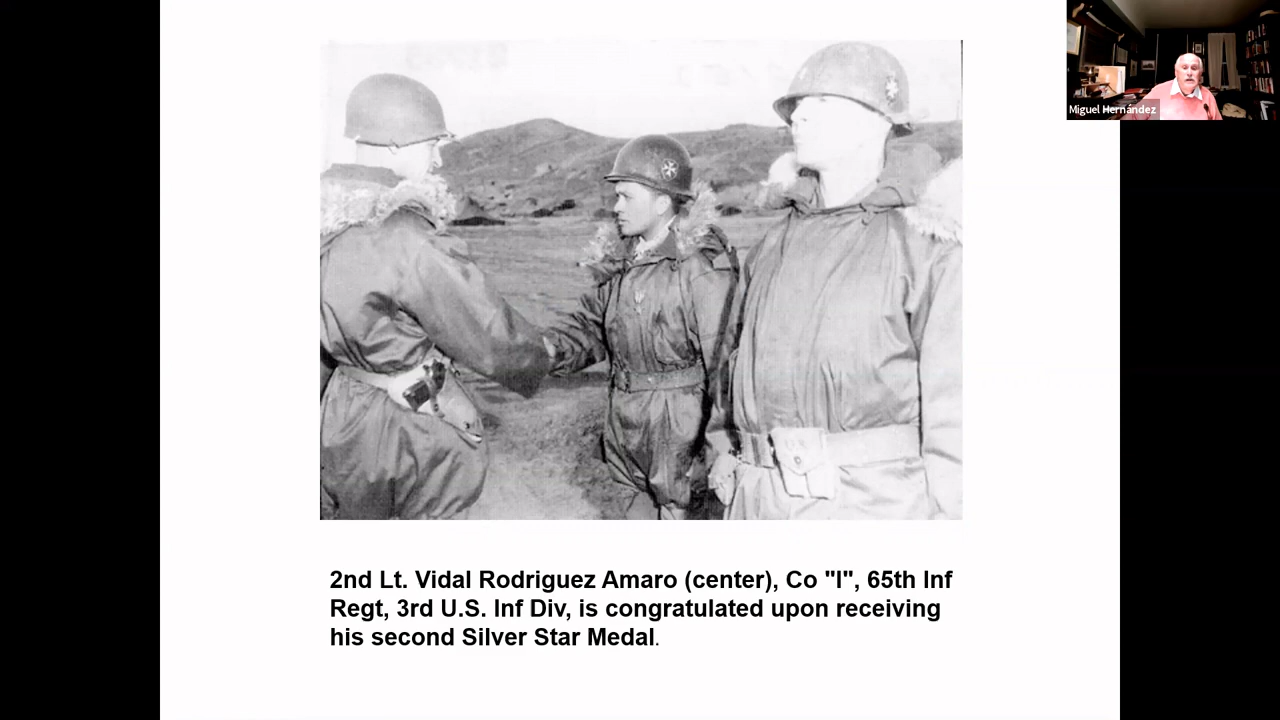 Miguel Hernández
U.S.
2nd Lt. Vidal Rodriguez Amaro (center), Co "I", 65th Inf
Regt, 3rd U.S. Inf Div, is congratulated upon receiving
his second Silver Star Medal.